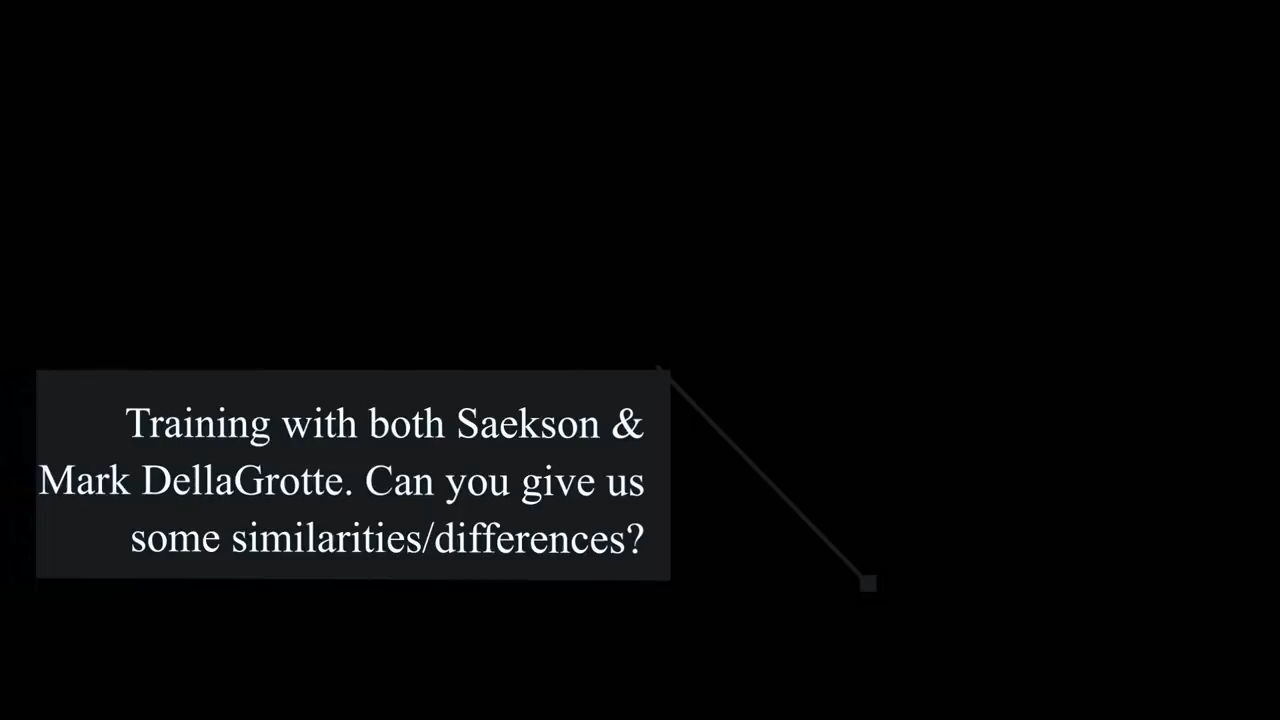 Training with both Saekson &
Mark DellaGrotte. Can you give us
some similarities/differences?